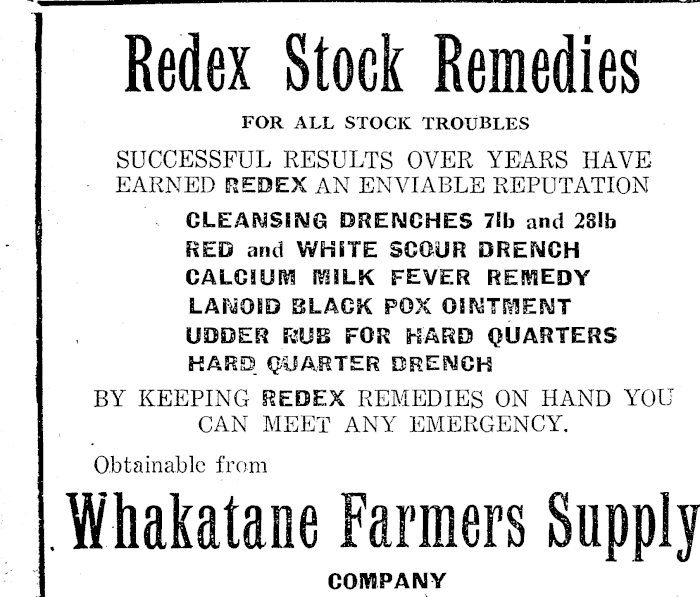 Redex Stock Remedies
FOR ALL STOCK TROUBLES
SUCCESSFUL RESULTS OVER YEARS HAVE
EARNED REDEX AN ENVIABLE REPUTATION
CLEANSING DRENCHES 7lb and 28lb
RED and WHITE SCOUR DRENCH
CALCIUM MILK FEVER REMEDY
LANOID BLACK POX OINTMENT
UDDER RUB FOR HARD QUARTERS
HARD QUARTER DRENCH
BY KEEPING REDEX REMEDIES ON HAND YOU
CAN MEET ANY EMERGENCY.
Obtainable from
Whakatane Farmers Supply
COMPANY